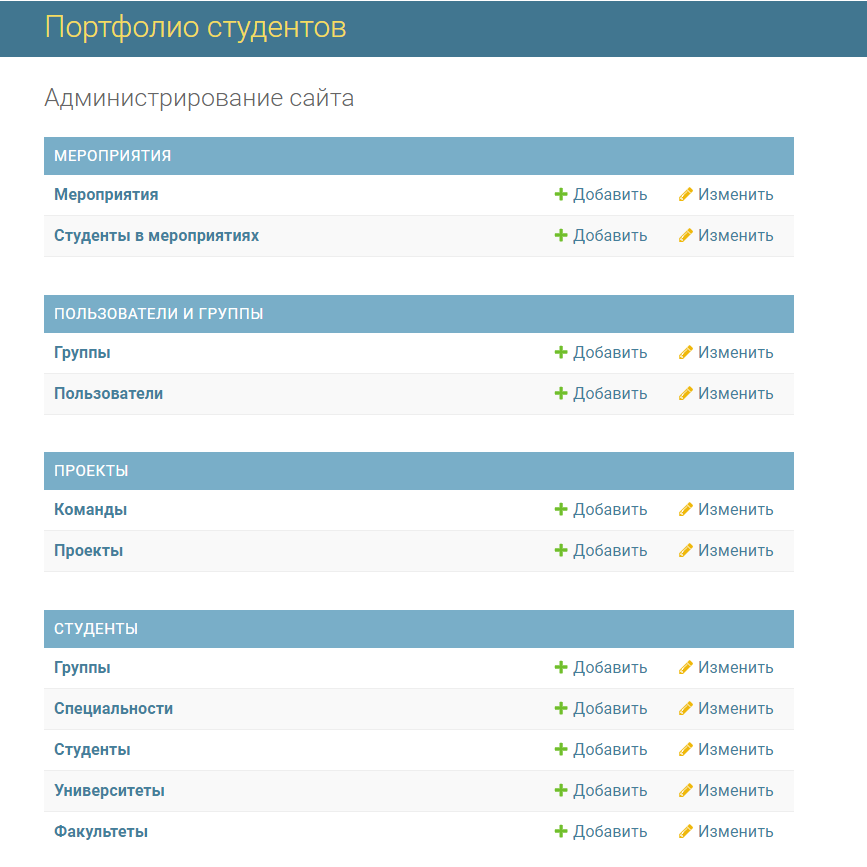 Портфолио студентов
Администрирование сайта
МЕРОПРИЯТИЯ
Мероприятия Добавить Изменить
Студенты в мероприятиях Добавить Изменить
ПОЛЬЗОВАТЕЛИ И ГРУППЫ
Группы Добавить Изменить
Пользователи Добавить Изменить
ПРОЕКТЫ
Команды Добавить Изменить
Проекты Добавить Изменить
СТУДЕНТЫ
Группы Добавить Изменить
Специальности Добавить Изменить
Студенты Добавить Изменить
Университеты Добавить Изменить
Факультеты Добавить Изменить